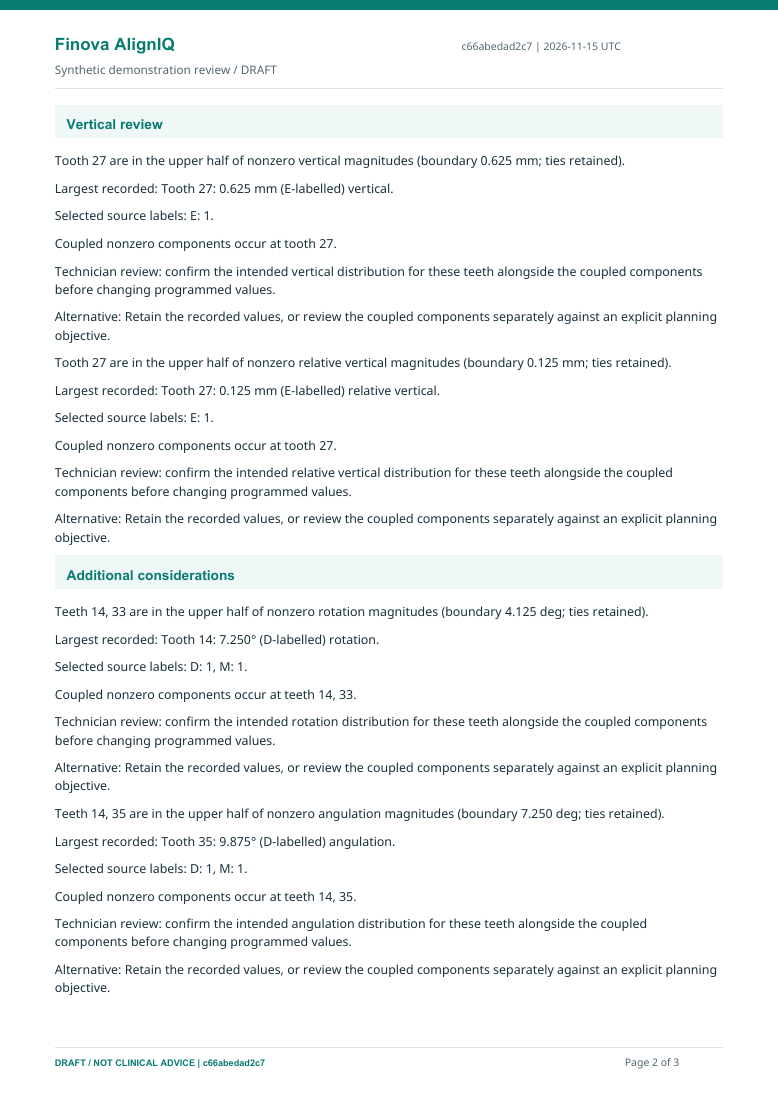 Finova AlignIQ
c66abedad2c7 | 2026-11-15 UTC
Synthetic demonstration review / DRAFT
Vertical review
Tooth 27 are in the upper half of nonzero vertical magnitudes (boundary 0.625 mm; ties retained).
Largest recorded: Tooth 27: 0.625 mm (E-labelled) vertical.
Selected source labels: E: 1.
Coupled nonzero components occur at tooth 27.
Technician review: confirm the intended vertical distribution for these teeth alongside the coupled components
before changing programmed values.
Alternative: Retain the recorded values, or review the coupled components separately against an explicit planning
objective.
Tooth 27 are in the upper half of nonzero relative vertical magnitudes (boundary 0.125 mm; ties retained).
Largest recorded: Tooth 27: 0.125 mm (E-labelled) relative vertical.
Selected source labels: E: 1.
Coupled nonzero components occur at tooth 27.
Technician review: confirm the intended relative vertical distribution for these teeth alongside the coupled
components before changing programmed values.
Alternative: Retain the recorded values, or review the coupled components separately against an explicit planning
objective.
Additional considerations
Teeth 14, 33 are in the upper half of nonzero rotation magnitudes (boundary 4.125 deg; ties retained).
Largest recorded: Tooth 14: 7.250° (D-labelled) rotation.
Selected source labels: D: 1, M: 1.
Coupled nonzero components occur at teeth 14, 33.
Technician review: confirm the intended rotation distribution for these teeth alongside the coupled components
before changing programmed values.
Alternative: Retain the recorded values, or review the coupled components separately against an explicit planning
objective.
Teeth 14, 35 are in the upper half of nonzero angulation magnitudes (boundary 7.250 deg; ties retained).
Largest recorded: Tooth 35: 9.875° (D-labelled) angulation.
Selected source labels: D: 1, M: 1.
Coupled nonzero components occur at teeth 14, 35.
Technician review: confirm the intended angulation distribution for these teeth alongside the coupled
components before changing programmed values.
Alternative: Retain the recorded values, or review the coupled components separately against an explicit planning
objective.
DRAFT / NOT CLINICAL ADVICE | c66abedad2c7
Page 2 of 3